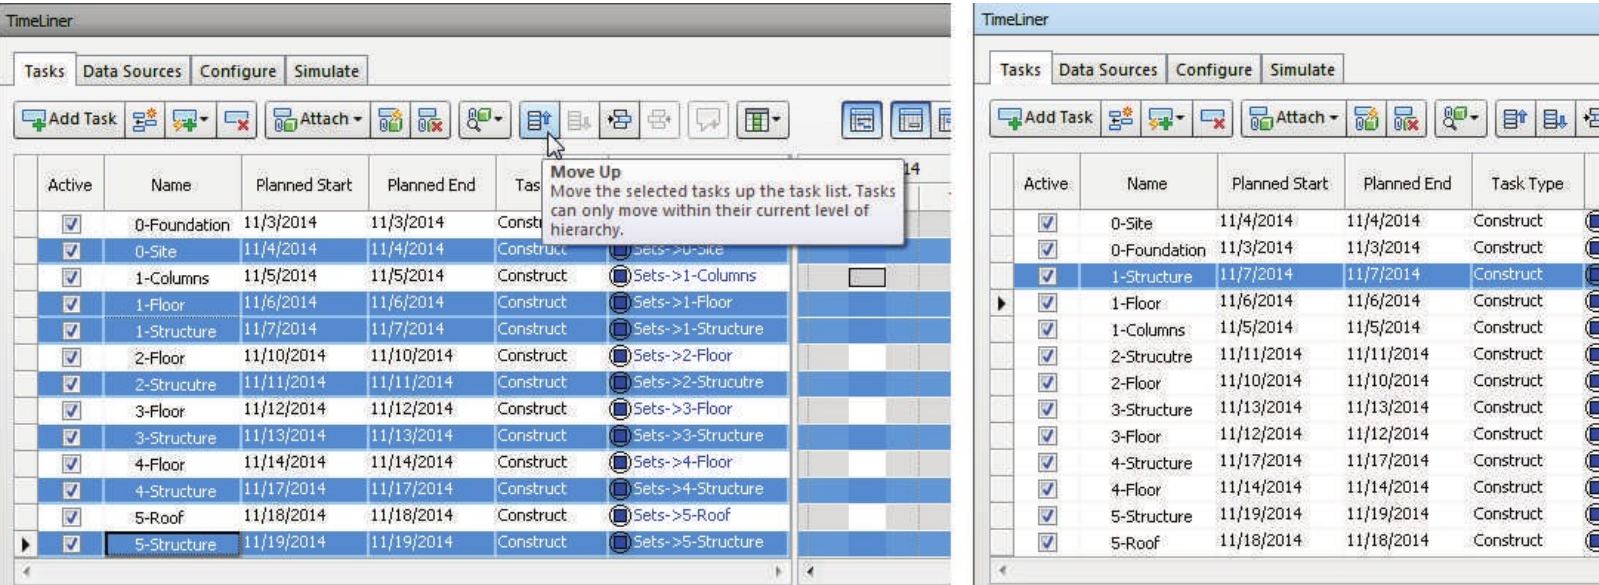 TimeLiner
Tasks Data Sources Configure Simulate
Add Task Attach
Move Up
Move the selected tasks up the task list. Tasks
can only move within their current level of
hierarchy.
14
Active Name Planned Start Planned End Tas
0-Foundation 11/3/2014 11/3/2014 Constr
0-Site 11/4/2014 11/4/2014 Construct Sets->0-Site
1-Columns 11/5/2014 11/5/2014 Construct Sets->1-Columns
1-Floor 11/6/2014 11/6/2014 Construct Sets->1-Floor
1-Structure 11/7/2014 11/7/2014 Construct Sets->1-Structure
2-Floor 11/10/2014 11/10/2014 Construct Sets->2-Floor
2-Strucutre 11/11/2014 11/11/2014 Construct Sets->2-Strucutre
3-Floor 11/12/2014 11/12/2014 Construct Sets->3-Floor
3-Structure 11/13/2014 11/13/2014 Construct Sets->3-Structure
4-Floor 11/14/2014 11/14/2014 Construct Sets->4-Floor
4-Structure 11/17/2014 11/17/2014 Construct Sets->4-Structure
5-Roof 11/18/2014 11/18/2014 Construct Sets->5-Roof
5-Structure 11/19/2014 11/19/2014 Construct Sets->5-Structure
TimeLiner
Tasks Data Sources Configure Simulate
Add Task Attach
Active Name Planned Start Planned End Task Type
0-Site 11/4/2014 11/4/2014 Construct
0-Foundation 11/3/2014 11/3/2014 Construct
1-Structure 11/7/2014 11/7/2014 Construct
1-Floor 11/6/2014 11/6/2014 Construct
1-Columns 11/5/2014 11/5/2014 Construct
2-Strucutre 11/11/2014 11/11/2014 Construct
2-Floor 11/10/2014 11/10/2014 Construct
3-Structure 11/13/2014 11/13/2014 Construct
3-Floor 11/12/2014 11/12/2014 Construct
4-Structure 11/17/2014 11/17/2014 Construct
4-Floor 11/14/2014 11/14/2014 Construct
5-Structure 11/19/2014 11/19/2014 Construct
5-Roof 11/18/2014 11/18/2014 Construct